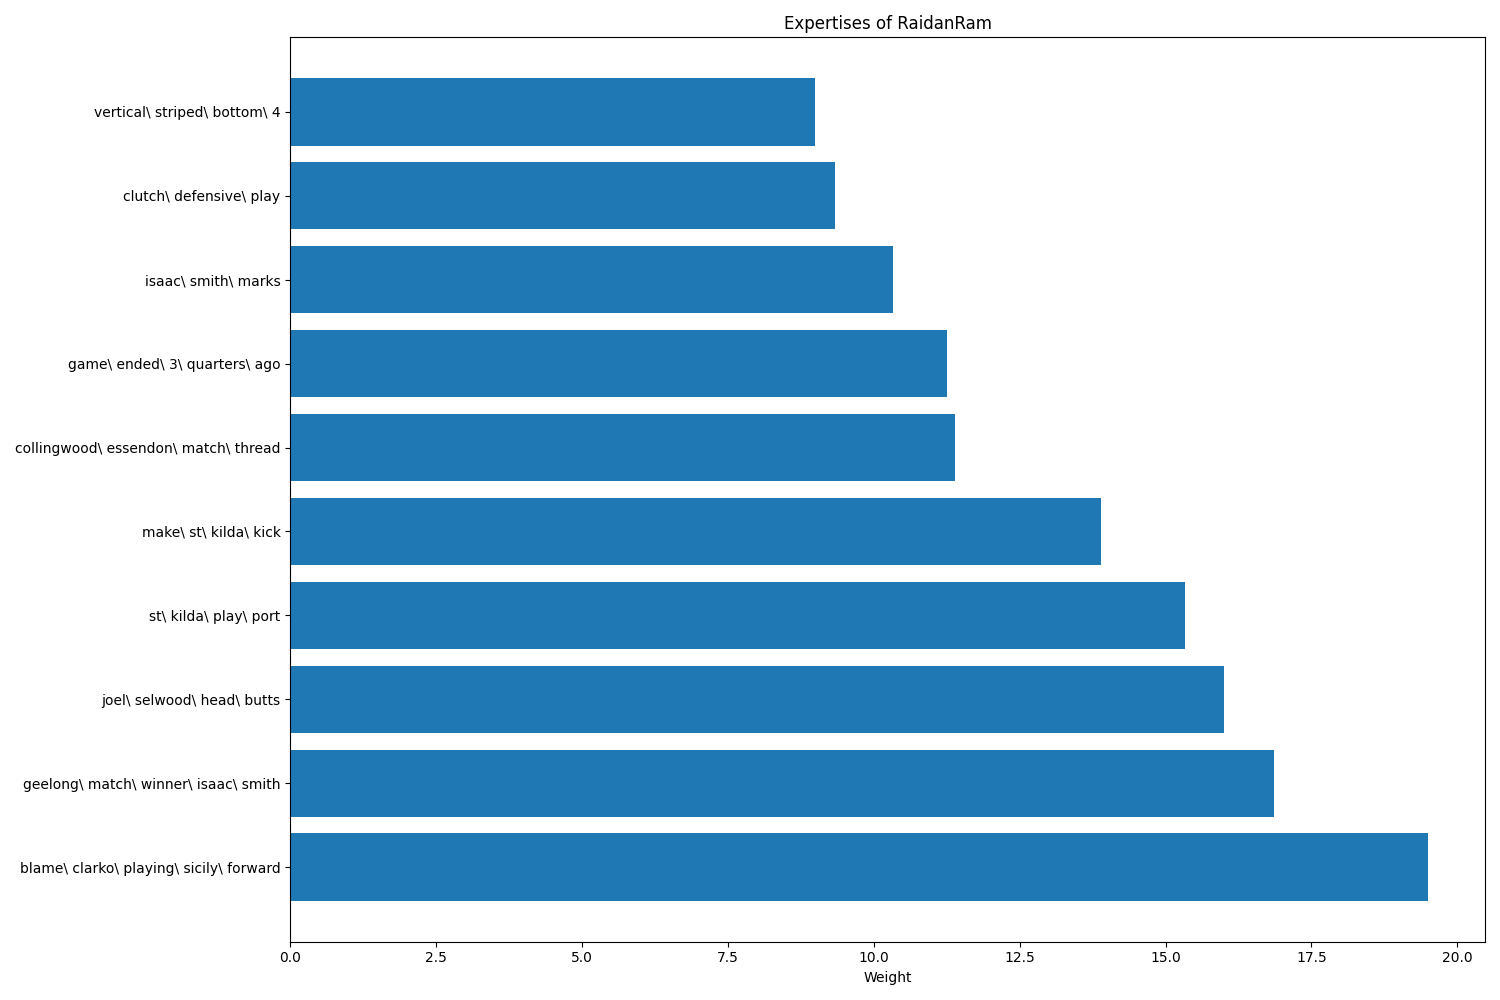 Expertises of RaidanRam
vertical\ striped\ bottom\ 4
clutch\ defensive\ play
isaac\ smith\ marks
game\ ended\ 3\ quarters\ ago
collingwood\ essendon\ match\ thread
make\ st\ kilda\ kick
st\ kilda\ play\ port
joel\ selwood\ head\ butts
geelong\ match\ winner\ isaac\ smith
blame\ clarko\ playing\ sicily\ forward
0.0 2.5 5.0 7.5 10.0 12.5 15.0 17.5 20.0
Weight